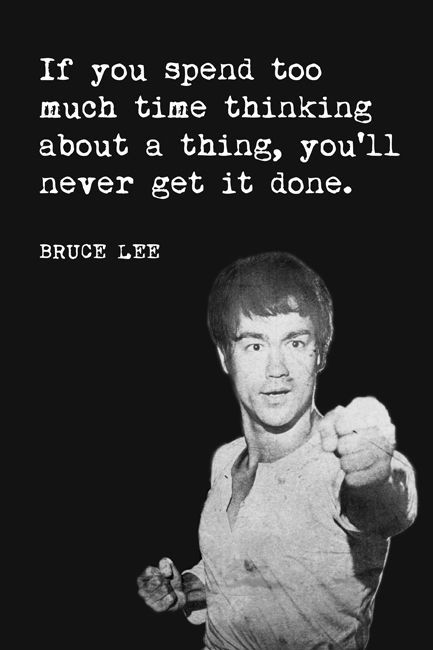 If you spend too
much time thinking
about a thing, you'll
never get it done.
BRUCE LEE